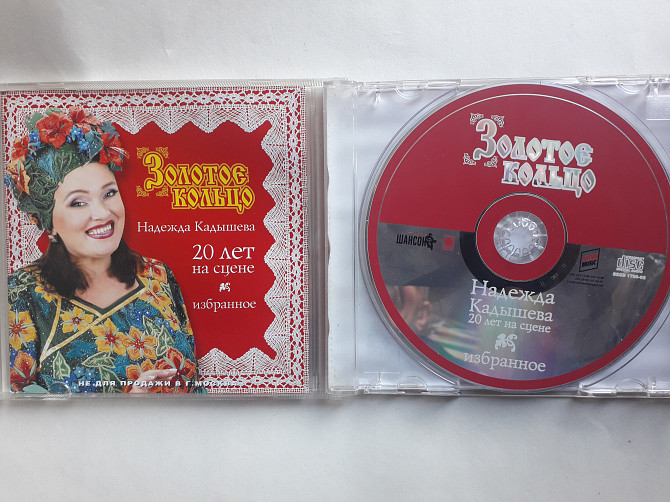 Золотое
кольцо
Надежда Кадышева
20 лет
на сцене
избранное
НЕ ДЛЯ ПРОДАЖИ В Г.МОСКВА
Золотое
кольцо
ШАНСОН
Надежда
Кадышева
20 лет на сцене
избранное